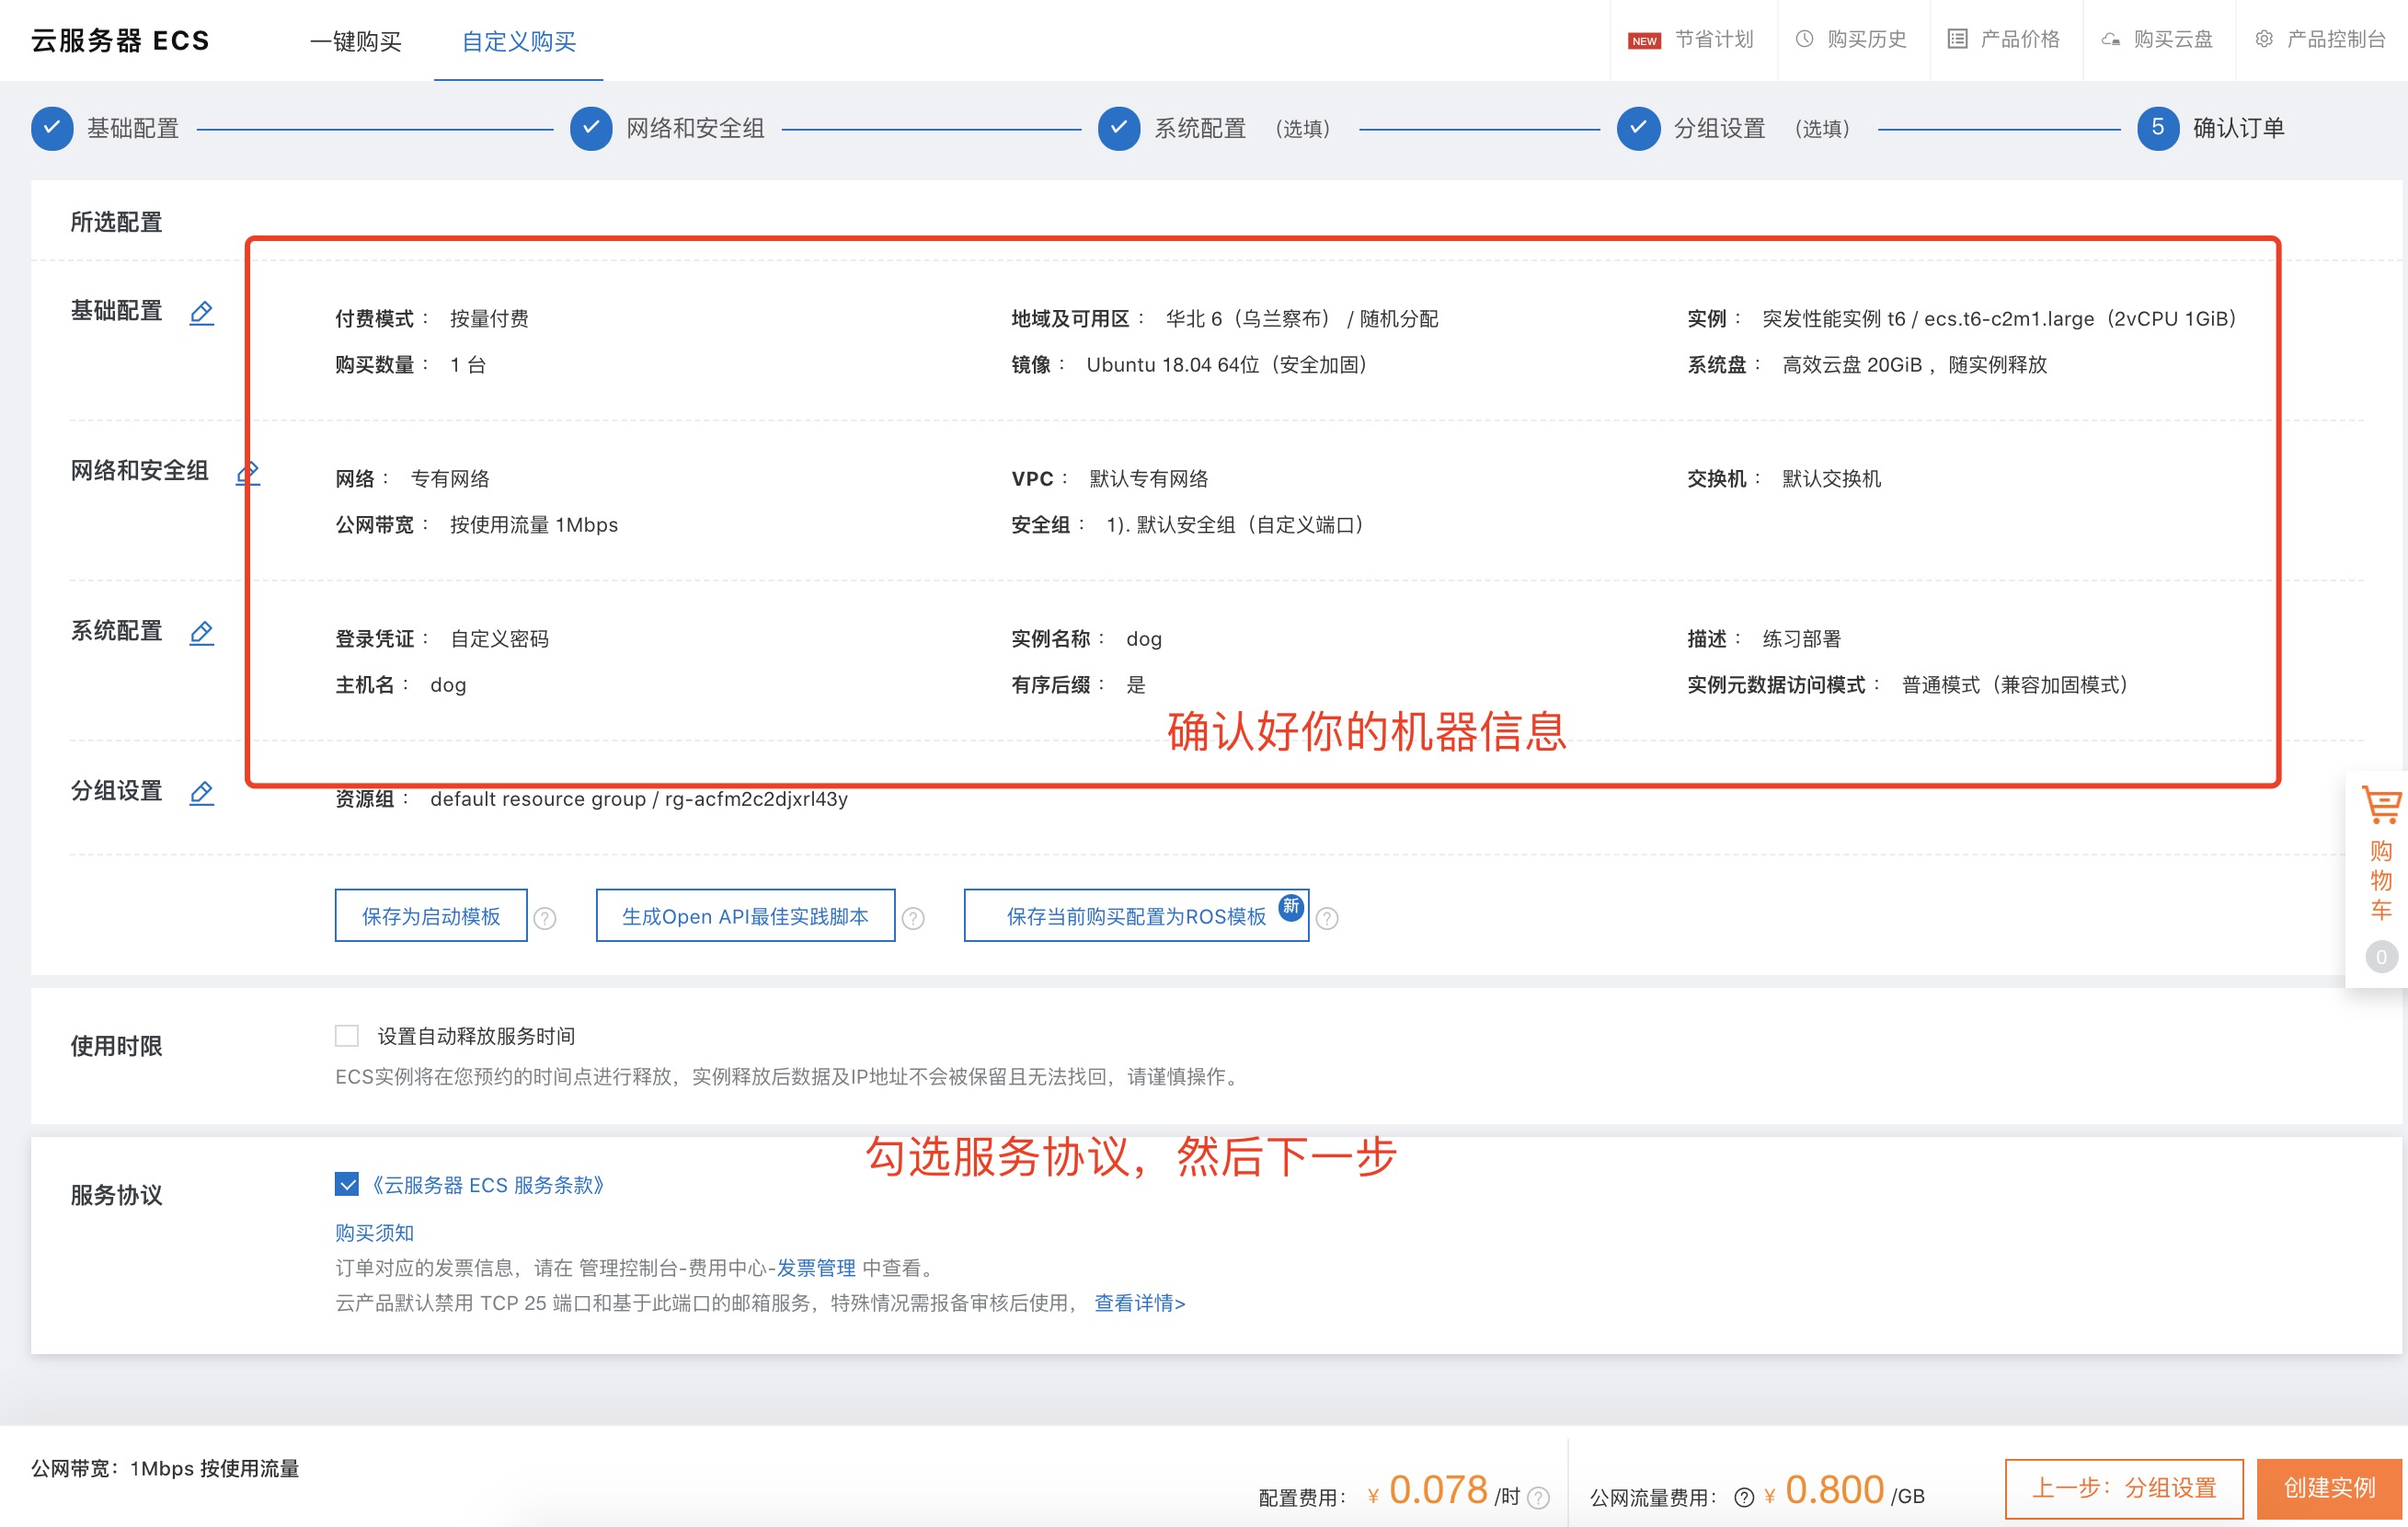 云服务器 ECS 一键购买 自定义购买 NEW 节省计划 购买历史 产品价格 购买云盘 产品控制台
基础配置 网络和安全组 系统配置 （选填） 分组设置 （选填） 5 确认订单
所选配置
基础配置
付费模式： 按量付费 地域及可用区： 华北 6（乌兰察布） / 随机分配 实例： 突发性能实例 t6 / ecs.t6-c2m1.large（2vCPU 1GiB）
购买数量： 1 台 镜像： Ubuntu 18.04 64位（安全加固） 系统盘： 高效云盘 20GiB ， 随实例释放
网络和安全组
网络： 专有网络 VPC： 默认专有网络 交换机： 默认交换机
公网带宽： 按使用流量 1Mbps 安全组： 1). 默认安全组（自定义端口）
系统配置
登录凭证： 自定义密码 实例名称： dog 描述： 练习部署
主机名： dog 有序后缀： 是 实例元数据访问模式： 普通模式（兼容加固模式）
确认好你的机器信息
分组设置
资源组： default resource group / rg-acfm2c2djxrl43y
购物车
0
保存为启动模板 ? 生成Open API最佳实践脚本 ? 保存当前购买配置为ROS模板 新 ?
使用时限
设置自动释放服务时间
ECS实例将在您预约的时间点进行释放，实例释放后数据及IP地址不会被保留且无法找回，请谨慎操作。
勾选服务协议，然后下一步
服务协议
《云服务器 ECS 服务条款》
购买须知
订单对应的发票信息，请在 管理控制台-费用中心-发票管理 中查看。
云产品默认禁用 TCP 25 端口和基于此端口的邮箱服务，特殊情况需报备审核后使用， 查看详情>
公网带宽：1Mbps 按使用流量
配置费用： ¥ 0.078 /时 ? 公网流量费用： ? ¥ 0.800 /GB 上一步：分组设置 创建实例